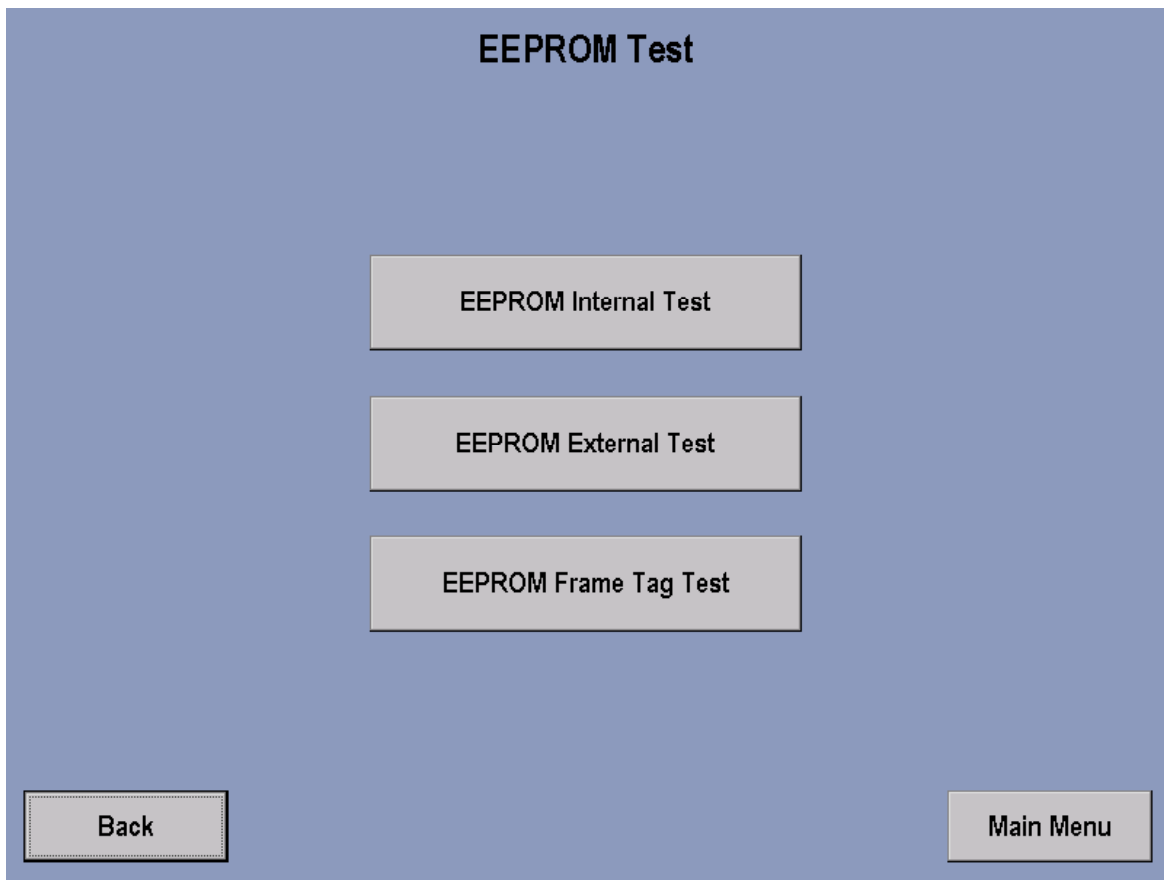 EEPROM Test
EEPROM Internal Test
EEPROM External Test
EEPROM Frame Tag Test
Back
Main Menu